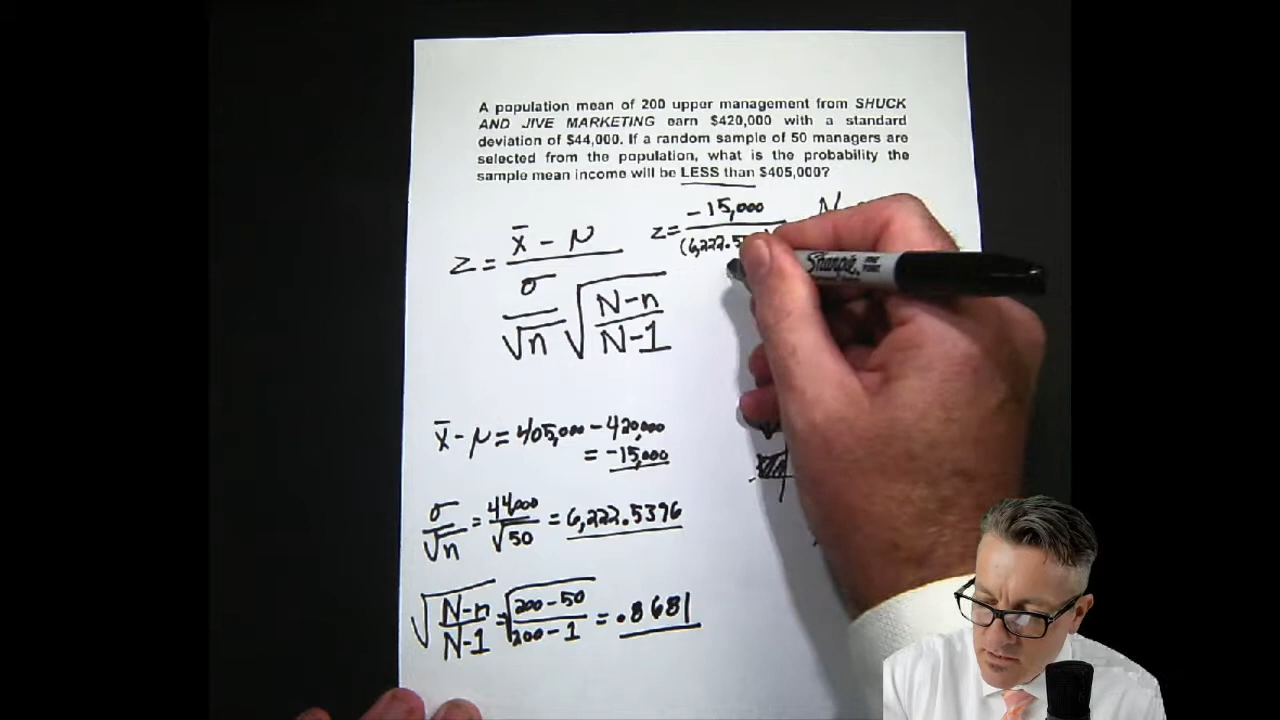 A population mean of 200 upper management from SHUCK
AND JIVE MARKETING earn $420,000 with a standard
deviation of $44,000. If a random sample of 50 managers are
selected from the population, what is the probability the
sample mean income will be LESS than $405,000?
z = x̄ - μ
σ
√n √N-n
N-1
z = -15,000
(6,222.5
N
x̄ - μ = 405,000 - 420,000
= -15,000
σ/√n = 44,000/√50 = 6,222.5396
√(N-n/N-1) = √(200-50/200-1) = .8681
Sharpie